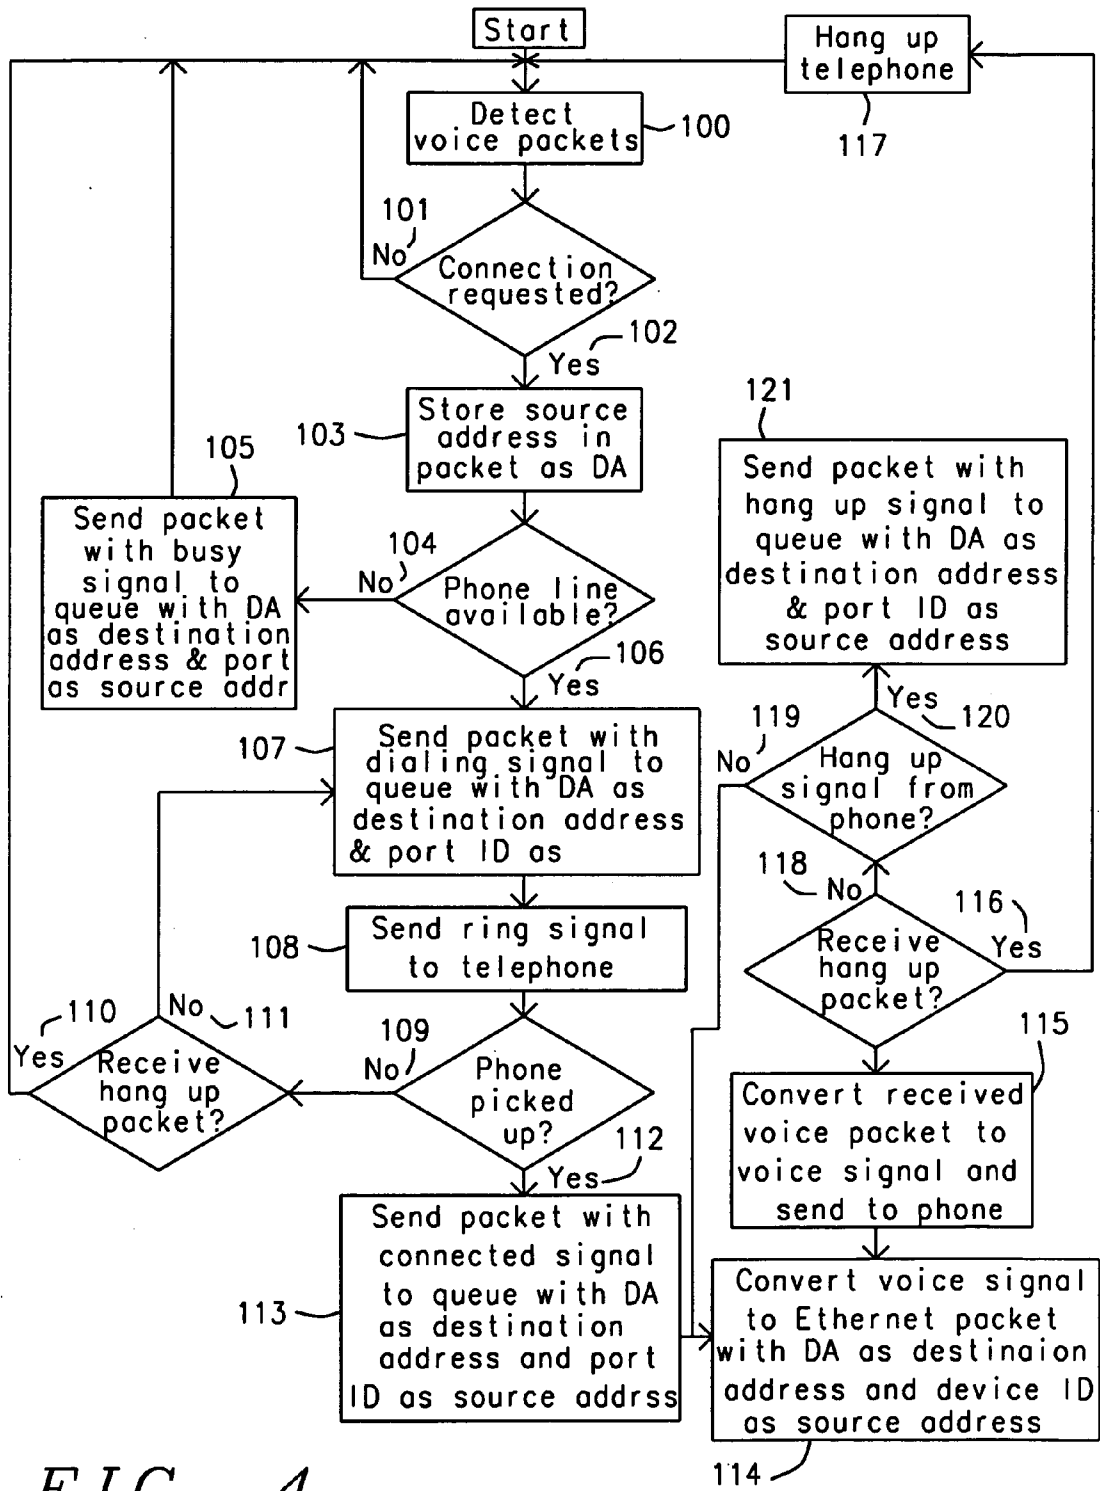 Start
Hang up
telephone
117
Detect
voice packets
100
101
No
Connection
requested?
102
Yes
103
Store source
address in
packet as DA
105
Send packet
with busy
signal to
queue with DA
as destination
address & port
as source addr
104
No
Phone line
available?
106
Yes
121
Send packet with
hang up signal to
queue with DA as
destination address
& port ID as
source address
107
Send packet with
dialing signal to
queue with DA as
destination address
& port ID as
119
No
Yes
120
Hang up
signal from
phone?
108
Send ring signal
to telephone
118
No
116
Yes
Receive
hang up
packet?
110
Yes
No
111
Receive
hang up
packet?
109
No
Phone
picked
up?
112
Yes
115
Convert received
voice packet to
voice signal and
send to phone
113
Send packet with
connected signal
to queue with DA
as destination
address and port
ID as source addrss
Convert voice signal
to Ethernet packet
with DA as destinaion
address and device ID
as source address
114
FIG. 4